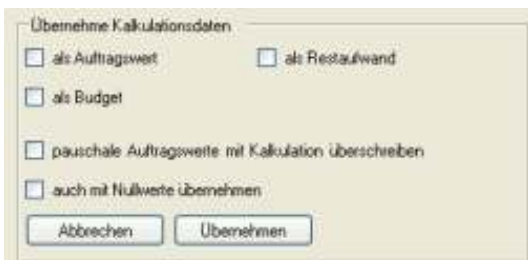 Übernehme Kalkulationsdaten
als Auftragswert als Restaufwand
als Budget
pauschale Auftragswerte mit Kalkulation überschreiben
auch mit Nullwerte übernehmen
Abbrechen Übernehmen